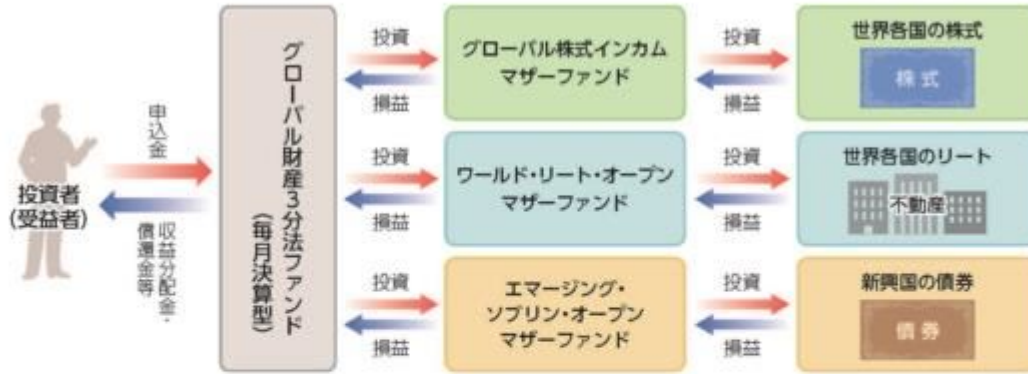 投資者
(受益者)
申込金
収益分配金・
償還金等
グローバル財産3分法ファンド
(毎月決算型)
投資
損益
グローバル株式インカム
マザーファンド
投資
損益
世界各国の株式
株式
投資
損益
ワールド・リート・オープン
マザーファンド
投資
損益
世界各国のリート
不動産
投資
損益
エマージング・
ソブリン・オープン
マザーファンド
投資
損益
新興国の債券
債券